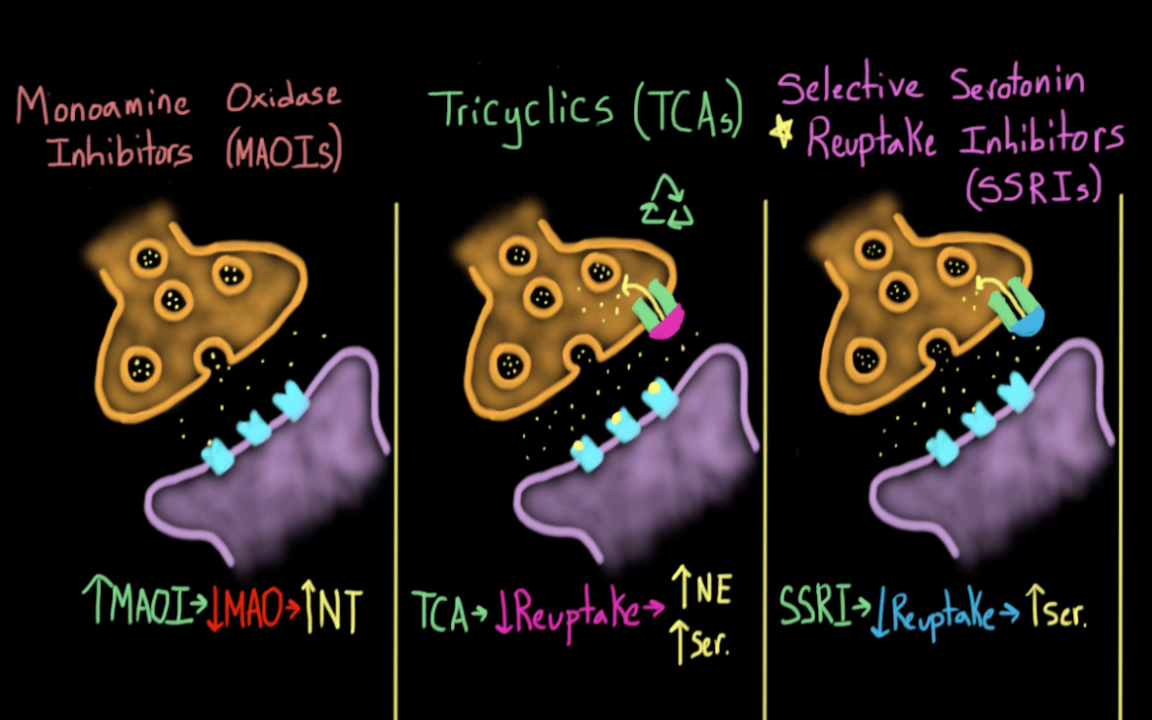 Monoamine Oxidase
Inhibitors (MAOIs)
Tricyclics (TCAs)
Selective Serotonin
Reuptake Inhibitors
(SSRIs)
↑MAOI→↓MAO→↑NT
TCA→↓Reuptake→↑NE
↑Ser.
SSRI→↓Reuptake→↑Ser.